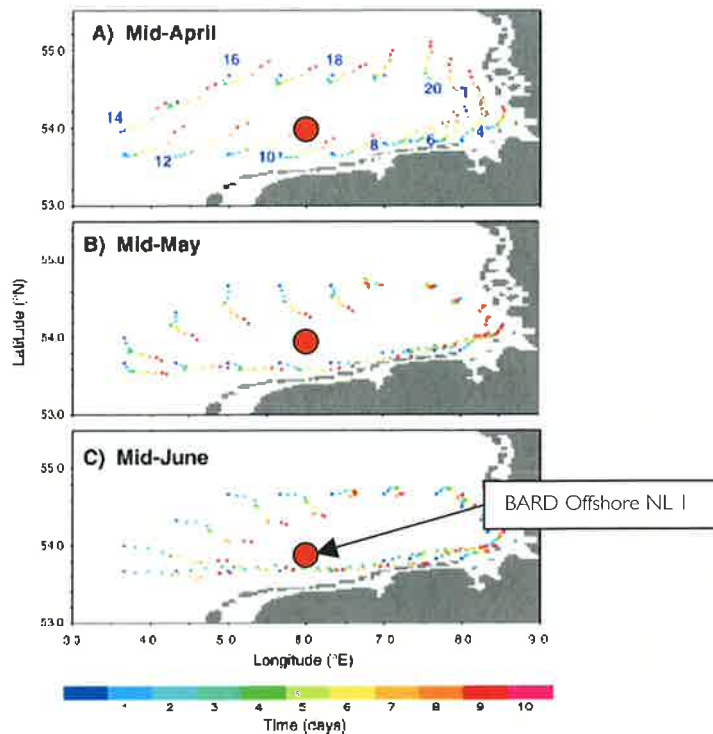 A) Mid-April
55.0
54.0
53.0
14
16
18
20
12
10
8
6
4
B) Mid-May
55.0
54.0
53.0
Latitude (°N)
C) Mid-June
55.0
54.0
53.0
BARD Offshore NL 1
3 0 4 0 5 0 6 0 7 0 8 0 9 0
Longitude (°E)
1 2 3 4 5 6 7 8 9 10
Time (days)